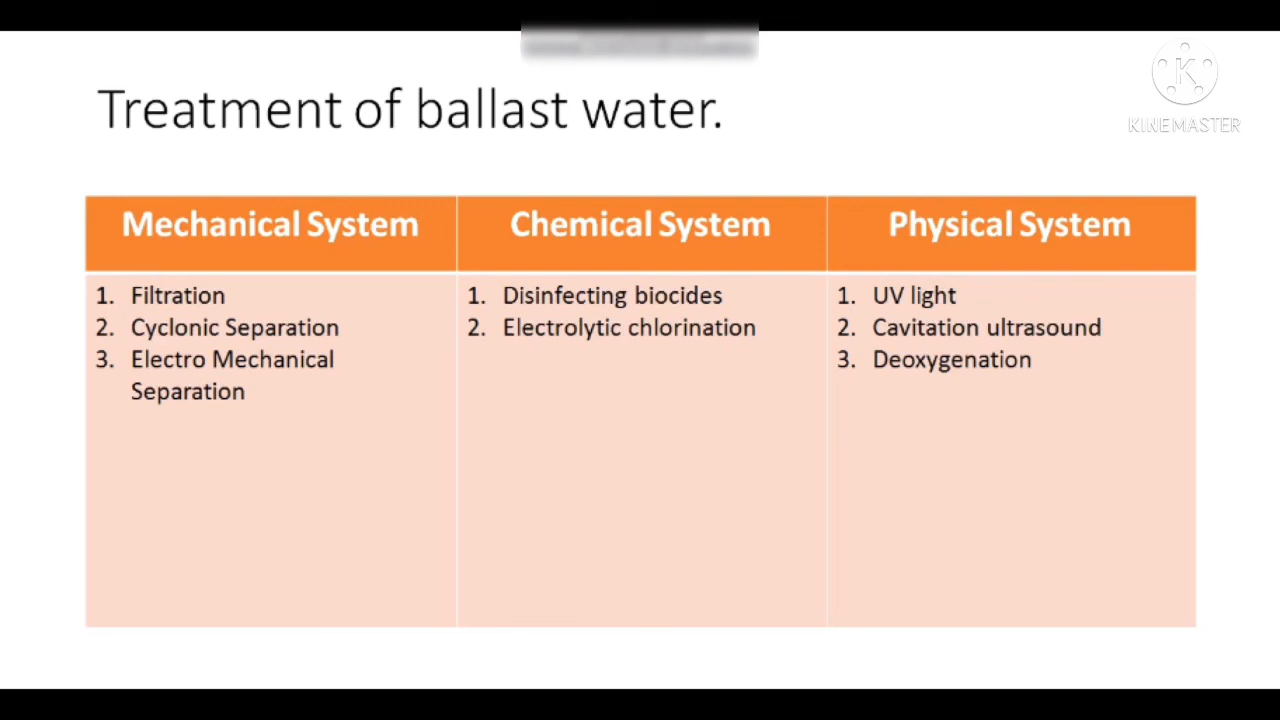 Treatment of ballast water.
K
KINEMASTER
Mechanical System
Chemical System
Physical System
1. Filtration
2. Cyclonic Separation
3. Electro Mechanical
Separation
1. Disinfecting biocides
2. Electrolytic chlorination
1. UV light
2. Cavitation ultrasound
3. Deoxygenation